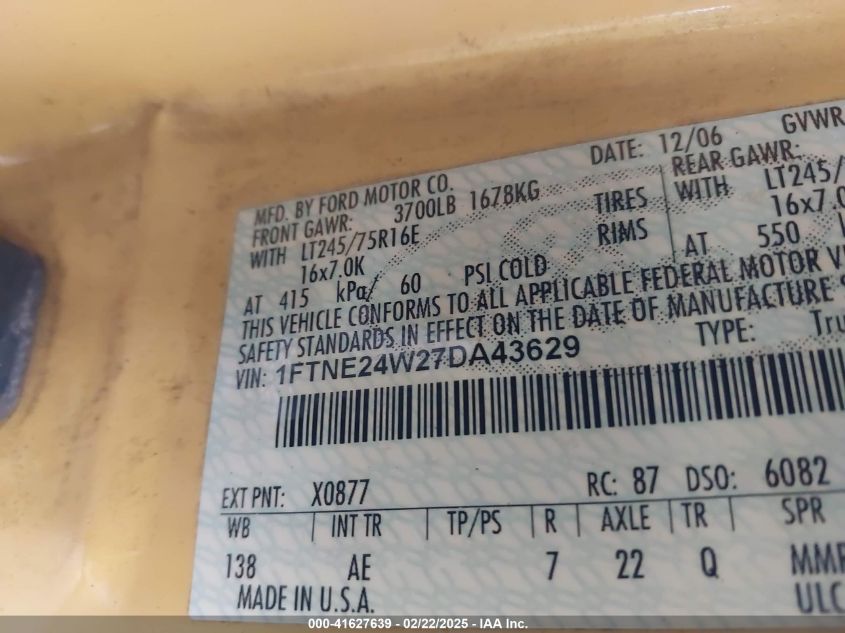 MFD. BY FORD MOTOR CO. DATE: 12/06 GVWR
FRONT GAWR: 3700LB 1678KG REAR GAWR:
WITH LT245/75R16E TIRES WITH LT245/
16x7.0K RIMS 16x7.0
AT 415 kPa/ 60 PSI COLD AT 550
THIS VEHICLE CONFORMS TO ALL APPLICABLE FEDERAL MOTOR
SAFETY STANDARDS IN EFFECT ON THE DATE OF MANUFACTURE
VIN: 1FTNE24W27DA43629 TYPE: Tru
EXT PNT: X0877 RC: 87 DSO: 6082
WB INT TR TP/PS R AXLE TR SPR
138 AE 7 22 Q MMP
MADE IN U.S.A. ULC
000-41627639 - 02/22/2025 - IAA Inc.